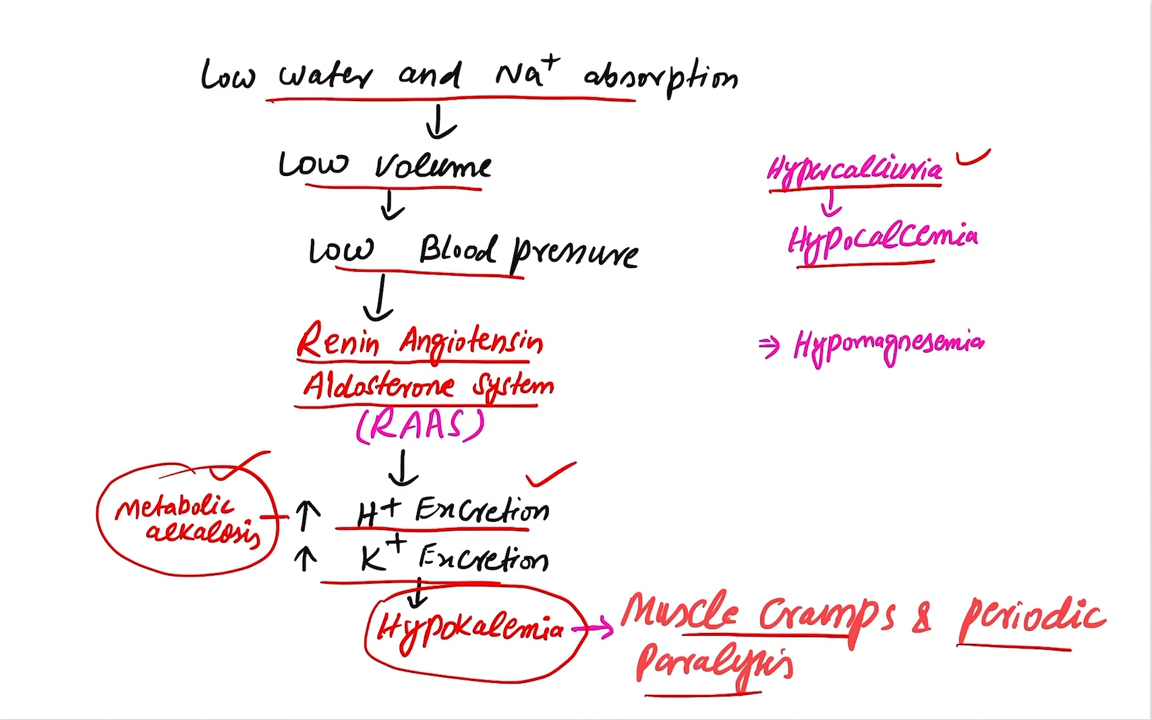 Low water and Na+ absorption
↓
Low Volume
↓
Low Blood pressure
↓
Renin Angiotensin
Aldosterone system
(RAAS)
↓
Metabolic
alkalosis
↑ H+ Excretion
↑ K+ Excretion
↓
Hypokalemia → Muscle Cramps & periodic
paralysis
Hypercalciuria
↓
Hypocalcemia
⇒ Hypomagnesemia